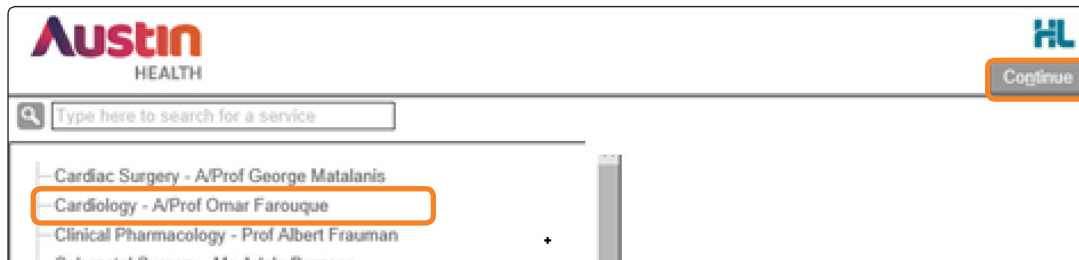 Austin
HEALTH
HL
Continue
Type here to search for a service
Cardiac Surgery - A/Prof George Matalanis
Cardiology - A/Prof Omar Farouque
Clinical Pharmacology - Prof Albert Frauman